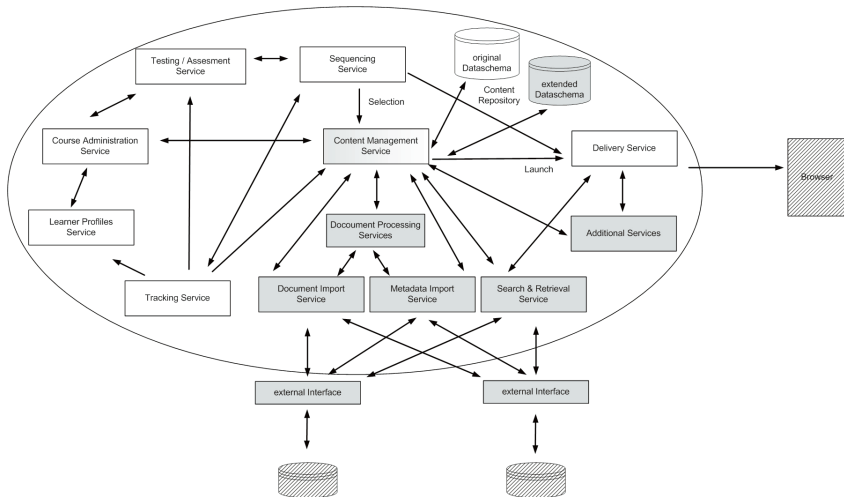 Testing / Assesment
Service
Sequencing
Service
original
Dataschema
Content
Repository
extended
Dataschema
Selection
Course Administration
Service
Content Management
Service
Delivery Service
Launch
Browser
Learner Profliles
Service
Docoument Processing
Services
Additional Services
Tracking Service
Document Import
Service
Metadata Import
Service
Search & Retrieval
Service
external Interface
external Interface